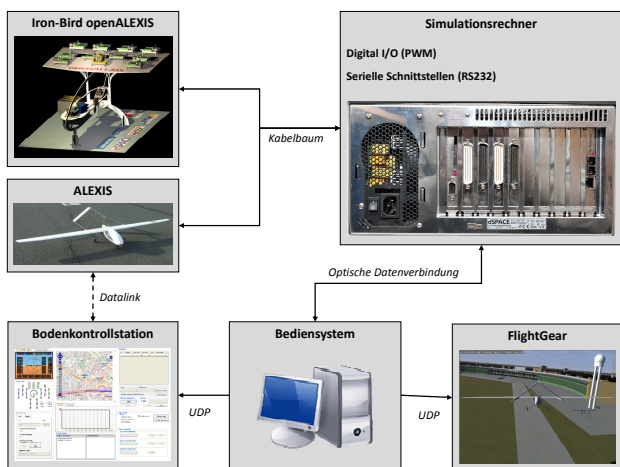 Iron-Bird openALEXIS
openALEXIS
Simulationsrechner
Digital I/O (PWM)
Serielle Schnittstellen (RS232)
dSPACE
Kabelbaum
ALEXIS
Optische Datenverbindung
Datalink
Bodenkontrollstation
Bediensystem
FlightGear
UDP
UDP